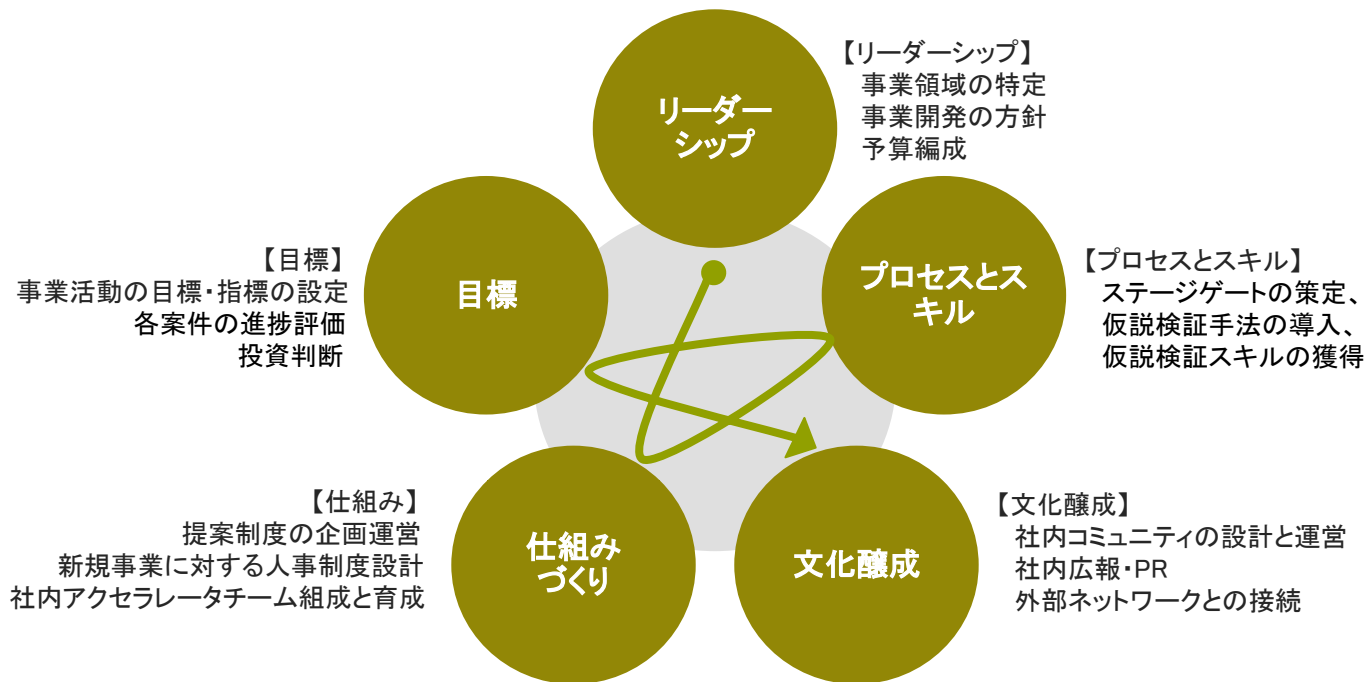 リーダー
シップ
【リーダーシップ】
事業領域の特定
事業開発の方針
予算編成
プロセスとス
キル
【プロセスとスキル】
ステージゲートの策定、
仮説検証手法の導入、
仮説検証スキルの獲得
【目標】
事業活動の目標・指標の設定
各案件の進捗評価
投資判断
目標
【仕組み】
提案制度の企画運営
新規事業に対する人事制度設計
社内アクセラレータチーム組成と育成
仕組み
づくり
文化醸成
【文化醸成】
社内コミュニティの設計と運営
社内広報・PR
外部ネットワークとの接続